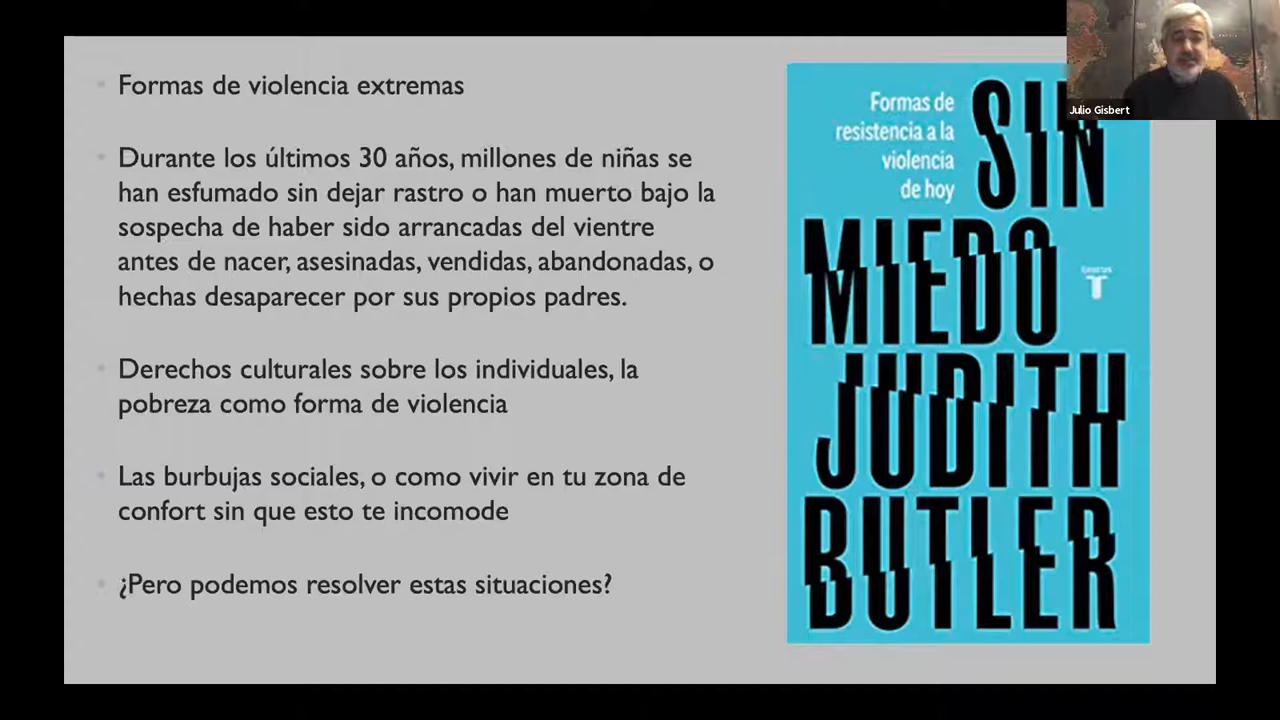 Formas de violencia extremas
Durante los últimos 30 años, millones de niñas se
han esfumado sin dejar rastro o han muerto bajo la
sospecha de haber sido arrancadas del vientre
antes de nacer, asesinadas, vendidas, abandonadas, o
hechas desaparecer por sus propios padres.
Derechos culturales sobre los individuales, la
pobreza como forma de violencia
Las burbujas sociales, o como vivir en tu zona de
confort sin que esto te incomode
¿Pero podemos resolver estas situaciones?
Formas de
resistencia a la
violencia
de hoy
SIN
MIEDO
JUDITH
BUTLER
Julio Gisbert